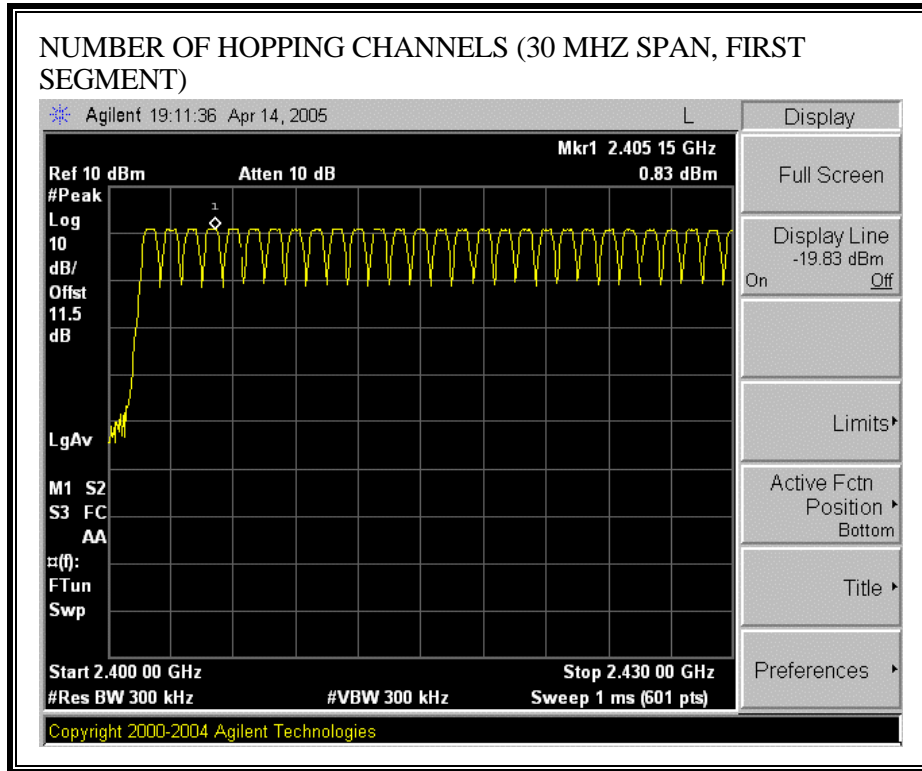 NUMBER OF HOPPING CHANNELS (30 MHZ SPAN, FIRST
SEGMENT)
Agilent 19:11:36 Apr 14, 2005 L
Mkr1 2.405 15 GHz
Ref 10 dBm Atten 10 dB 0.83 dBm
#Peak
Log
10
dB/
Offst
11.5
dB
1
LgAv
M1 S2
S3 FC
AA
¤(f):
FTun
Swp
Start 2.400 00 GHz Stop 2.430 00 GHz
#Res BW 300 kHz #VBW 300 kHz Sweep 1 ms (601 pts)
Copyright 2000-2004 Agilent Technologies
Display
Full Screen
Display Line
-19.83 dBm
On Off
Limits
Active Fctn
Position
Bottom
Title
Preferences